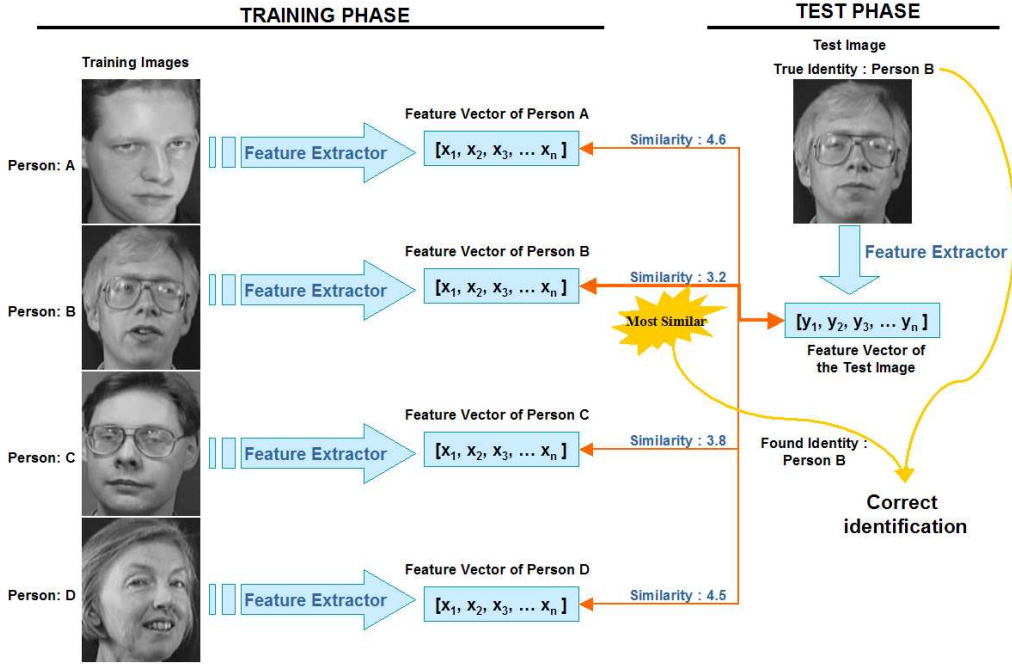 TRAINING PHASE
TEST PHASE
Training Images
Test Image
True Identity : Person B
Person: A
Feature Extractor
Feature Vector of Person A
[x1, x2, x3, ... xn ]
Similarity : 4.6
Feature Extractor
Person: B
Feature Extractor
Feature Vector of Person B
[x1, x2, x3, ... xn ]
Similarity : 3.2
Most Similar
[y1, y2, y3, ... yn ]
Feature Vector of
the Test Image
Person: C
Feature Extractor
Feature Vector of Person C
[x1, x2, x3, ... xn ]
Similarity : 3.8
Found Identity :
Person B
Correct
identification
Person: D
Feature Extractor
Feature Vector of Person D
[x1, x2, x3, ... xn ]
Similarity : 4.5